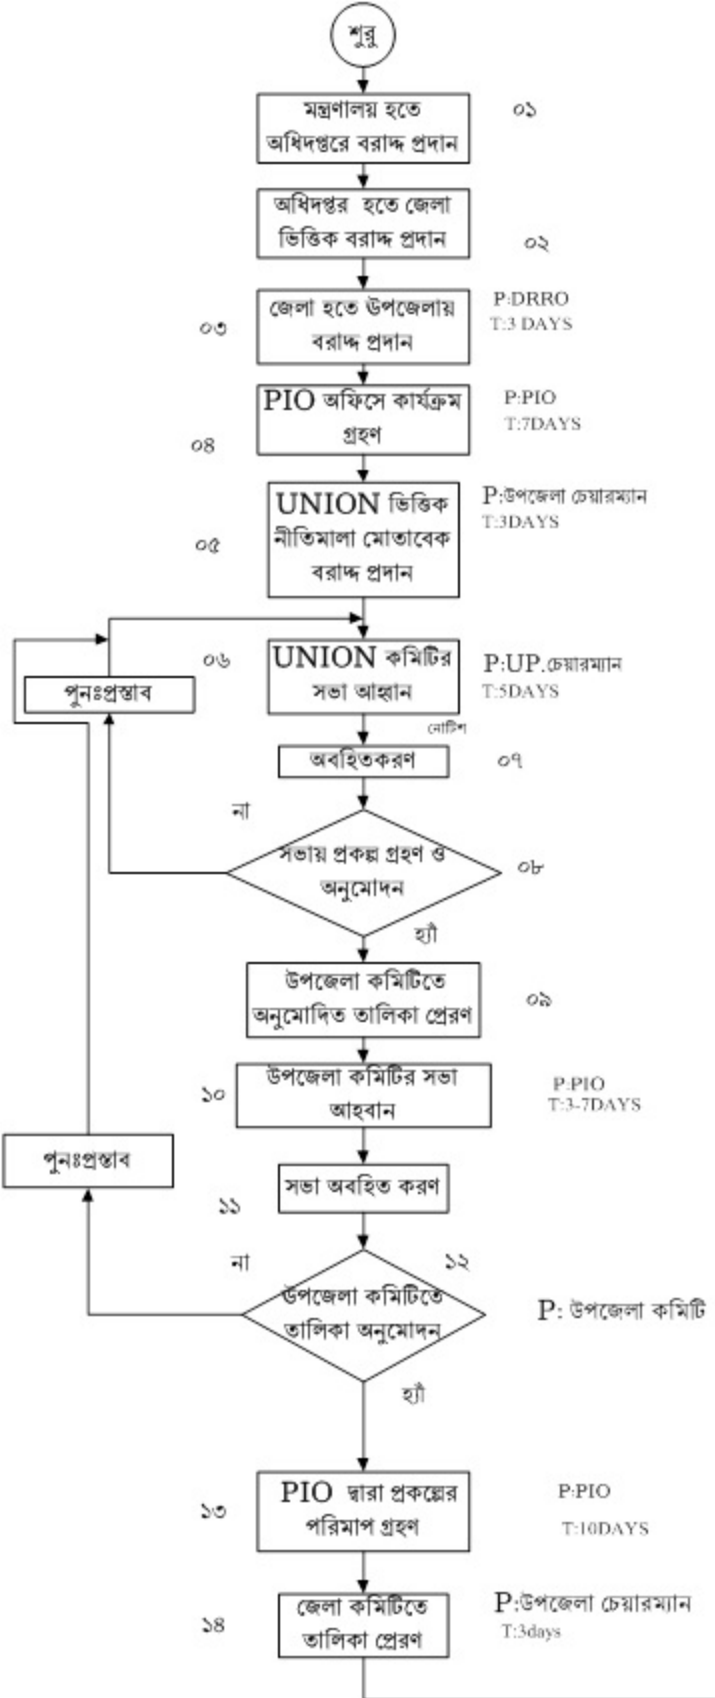 শুরু
মন্ত্রণালয় হতে
০১
অধিদপ্তরে বরাদ্দ প্রদান
অধিদপ্তর হতে জেলা
ভিত্তিক বরাদ্দ প্রদান
০২
জেলা হতে ঊপজেলায়
বরাদ্দ প্রদান
০৩
P:DRRO
T:3 DAYS
PIO অফিসে কার্যক্রম
গ্রহণ
০৪
P:PIO
T:7DAYS
UNION ভিত্তিক
নীতিমালা মোতাবেক
বরাদ্দ প্রদান
০৫
P:উপজেলা চেয়ারম্যান
T:3DAYS
০৬
UNION কমিটির
সভা আহ্বান
P:UP.চেয়ারম্যান
T:5DAYS
পুনঃপ্রস্তাব
নোটিশ
অবহিতকরণ
০৭
না
সভায় প্রকল্প গ্রহণ ও
অনুমোদন
০৮
হ্যাঁ
উপজেলা কমিটিতে
অনুমোদিত তালিকা প্রেরণ
০৯
উপজেলা কমিটির সভা
আহবান
১০
P:PIO
T:3-7DAYS
পুনঃপ্রস্তাব
সভা অবহিত করণ
১১
না
১২
উপজেলা কমিটিতে
তালিকা অনুমোদন
P: উপজেলা কমিটি
হ্যাঁ
PIO দ্বারা প্রকল্পের
পরিমাপ গ্রহণ
১৩
P:PIO
T:10DAYS
জেলা কমিটিতে
তালিকা প্রেরণ
১৪
P:উপজেলা চেয়ারম্যান
T:3days